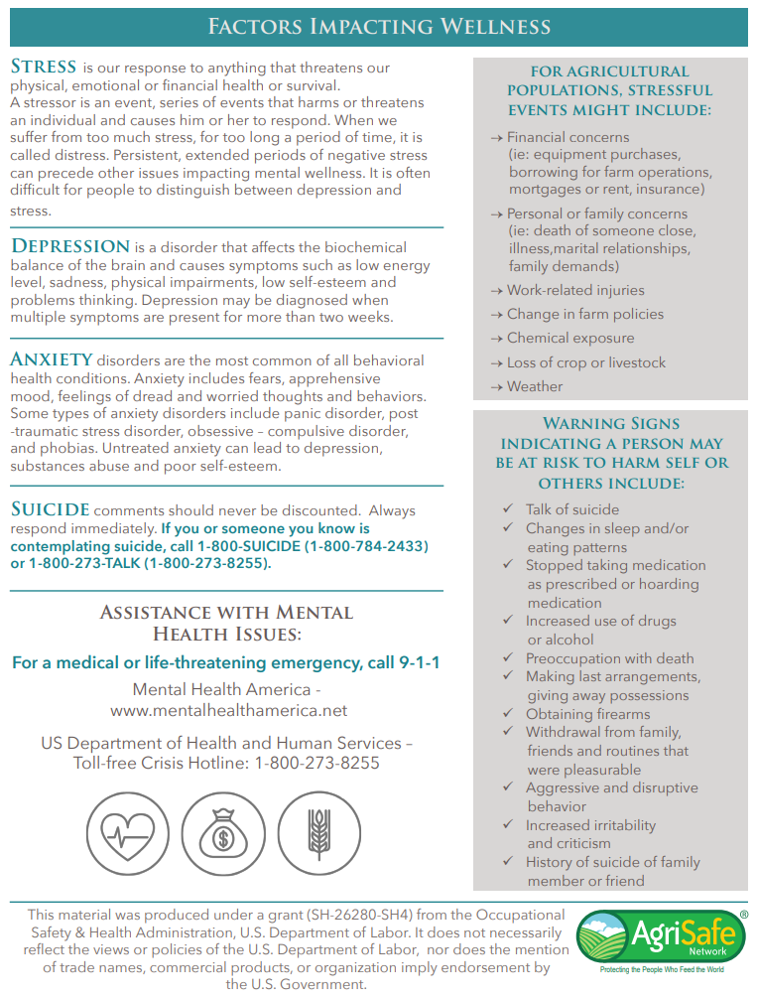 FACTORS IMPACTING WELLNESS
STRESS is our response to anything that threatens our
physical, emotional or financial health or survival.
A stressor is an event, series of events that harms or threatens
an individual and causes him or her to respond. When we
suffer from too much stress, for too long a period of time, it is
called distress. Persistent, extended periods of negative stress
can precede other issues impacting mental wellness. It is often
difficult for people to distinguish between depression and
stress.
DEPRESSION is a disorder that affects the biochemical
balance of the brain and causes symptoms such as low energy
level, sadness, physical impairments, low self-esteem and
problems thinking. Depression may be diagnosed when
multiple symptoms are present for more than two weeks.
ANXIETY disorders are the most common of all behavioral
health conditions. Anxiety includes fears, apprehensive
mood, feelings of dread and worried thoughts and behaviors.
Some types of anxiety disorders include panic disorder, post
-traumatic stress disorder, obsessive – compulsive disorder,
and phobias. Untreated anxiety can lead to depression,
substances abuse and poor self-esteem.
SUICIDE comments should never be discounted. Always
respond immediately. If you or someone you know is
contemplating suicide, call 1-800-SUICIDE (1-800-784-2433)
or 1-800-273-TALK (1-800-273-8255).
ASSISTANCE WITH MENTAL
HEALTH ISSUES:
For a medical or life-threatening emergency, call 9-1-1
Mental Health America -
www.mentalhealthamerica.net
US Department of Health and Human Services –
Toll-free Crisis Hotline: 1-800-273-8255
$
FOR AGRICULTURAL
POPULATIONS, STRESSFUL
EVENTS MIGHT INCLUDE:
→ Financial concerns
(ie: equipment purchases,
borrowing for farm operations,
mortgages or rent, insurance)
→ Personal or family concerns
(ie: death of someone close,
illness,marital relationships,
family demands)
→ Work-related injuries
→ Change in farm policies
→ Chemical exposure
→ Loss of crop or livestock
→ Weather
WARNING SIGNS
INDICATING A PERSON MAY
BE AT RISK TO HARM SELF OR
OTHERS INCLUDE:
✓ Talk of suicide
✓ Changes in sleep and/or
eating patterns
✓ Stopped taking medication
as prescribed or hoarding
medication
✓ Increased use of drugs
or alcohol
✓ Preoccupation with death
✓ Making last arrangements,
giving away possessions
✓ Obtaining firearms
✓ Withdrawal from family,
friends and routines that
were pleasurable
✓ Aggressive and disruptive
behavior
✓ Increased irritability
and criticism
✓ History of suicide of family
member or friend
This material was produced under a grant (SH-26280-SH4) from the Occupational
Safety & Health Administration, U.S. Department of Labor. It does not necessarily
reflect the views or policies of the U.S. Department of Labor, nor does the mention
of trade names, commercial products, or organization imply endorsement by
the U.S. Government.
AgriSafe ®
Network
Protecting the People Who Feed the World